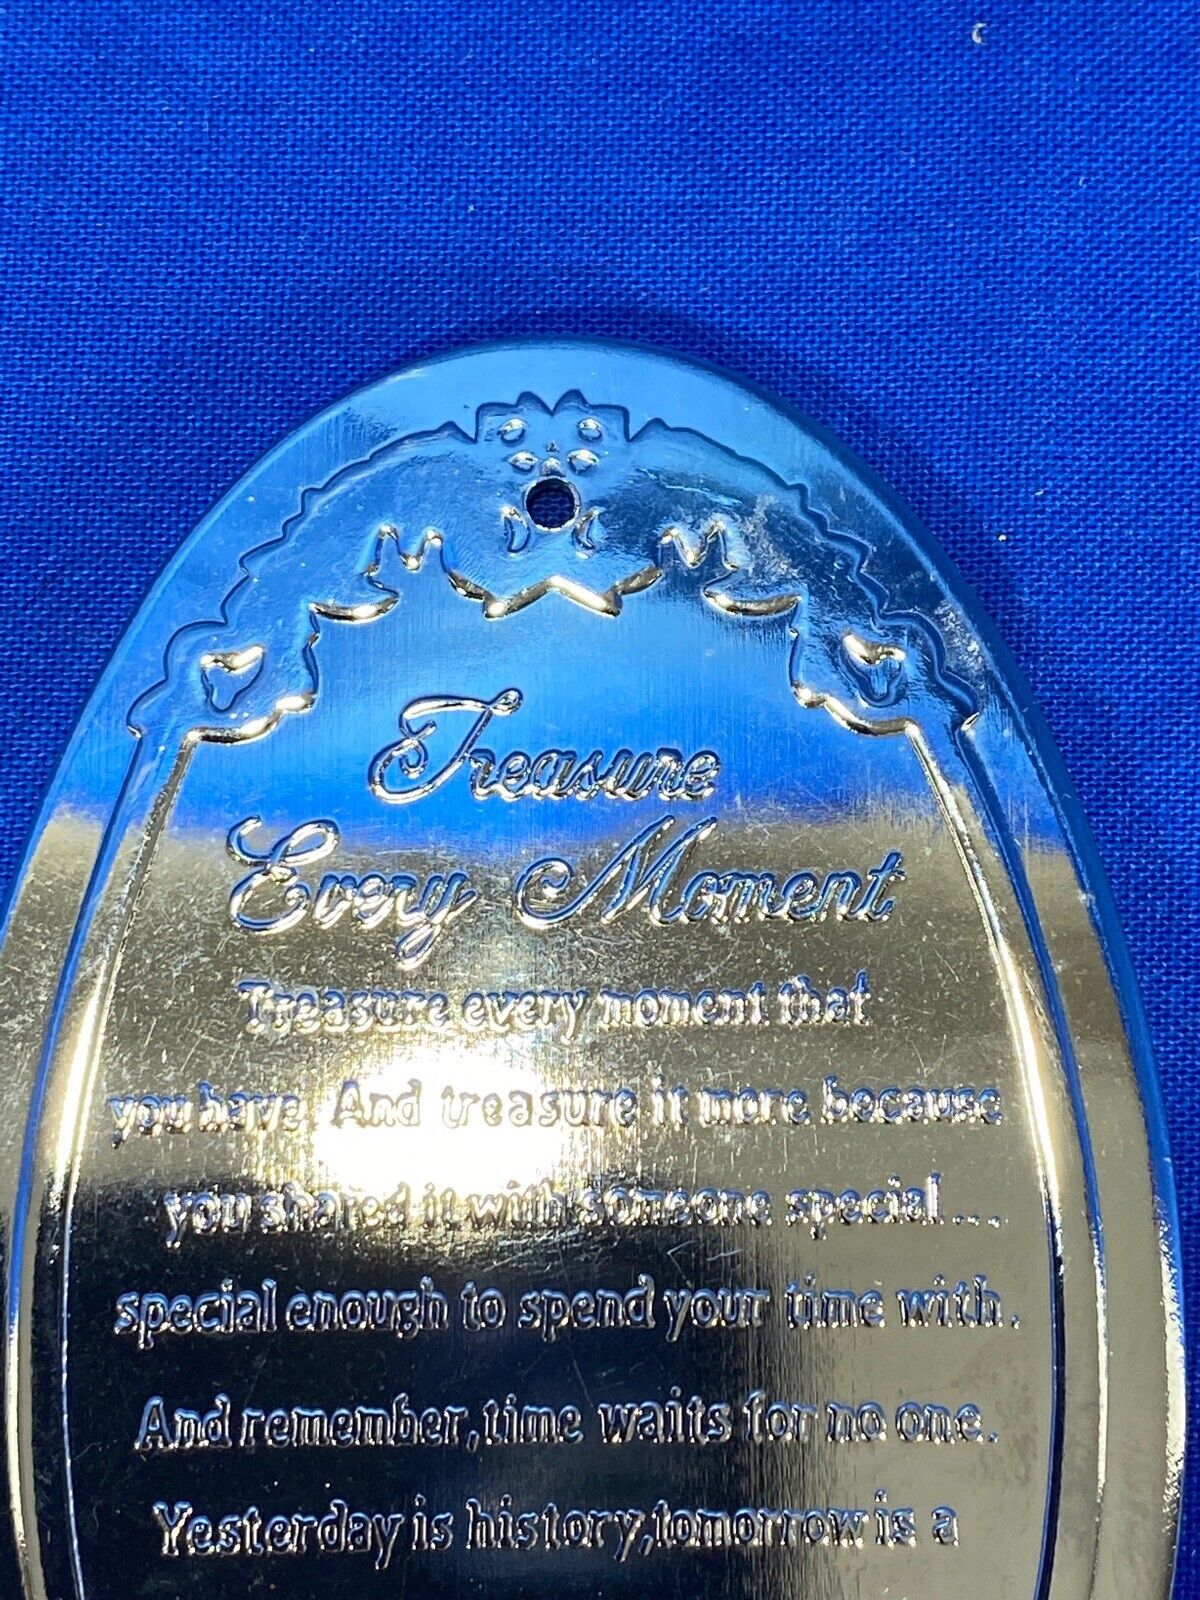 Treasure
Every Moment
Treasure every moment that
you have. And treasure it more because
you shared it with someone special....
special enough to spend your time with.
And remember,time waits for no one.
Yesterday is history,tomorrow is a